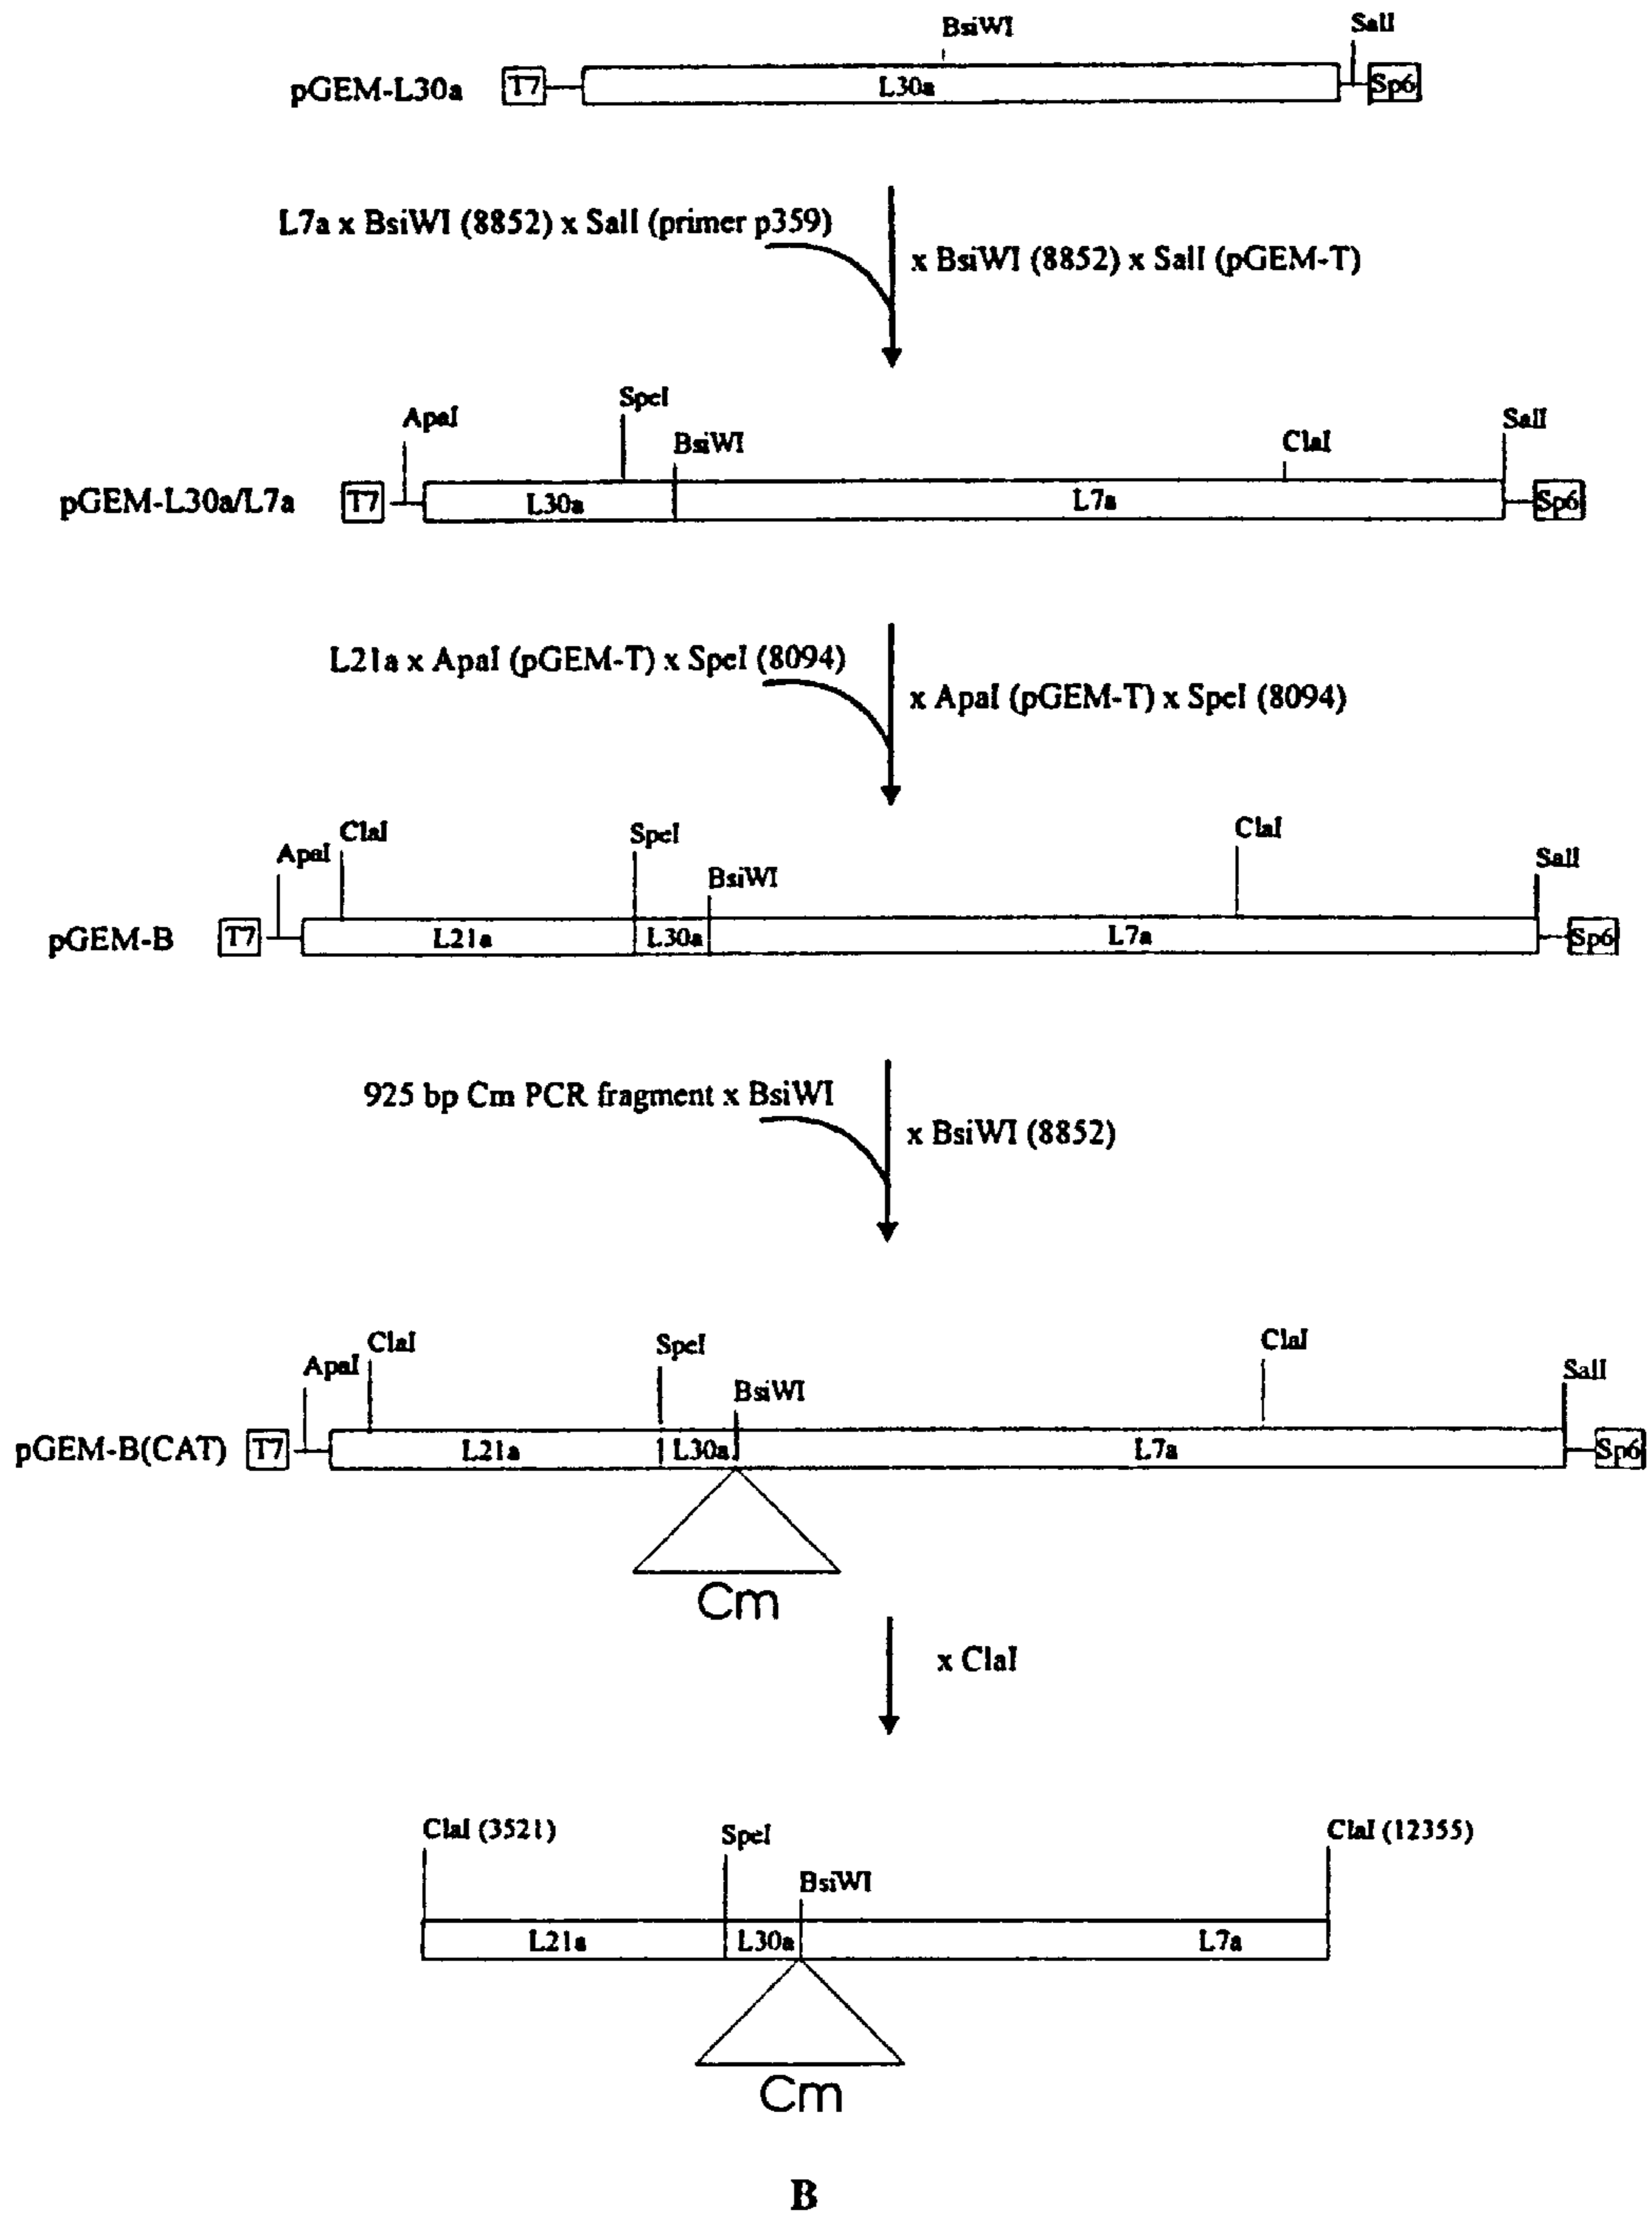 BsiWI
SalI
pGEM-L30a T7 L30a Sp6
L7a x BsiWI (8852) x SalI (primer p359)
x BsiWI (8852) x SalI (pGEM-T)
ApaI
SpeI
BsiWI
ClaI
SalI
pGEM-L30a/L7a T7 L30a L7a Sp6
L21a x ApaI (pGEM-T) x SpeI (8094)
x ApaI (pGEM-T) x SpeI (8094)
ApaI
ClaI
SpeI
BsiWI
ClaI
SalI
pGEM-B T7 L21a L30a L7a Sp6
925 bp Cm PCR fragment x BsiWI
x BsiWI (8852)
ApaI
ClaI
SpeI
BsiWI
ClaI
SalI
pGEM-B(CAT) T7 L21a L30a L7a Sp6
Cm
x ClaI
ClaI (3521)
SpeI
BsiWI
ClaI (12355)
L21a L30a L7a
Cm
B